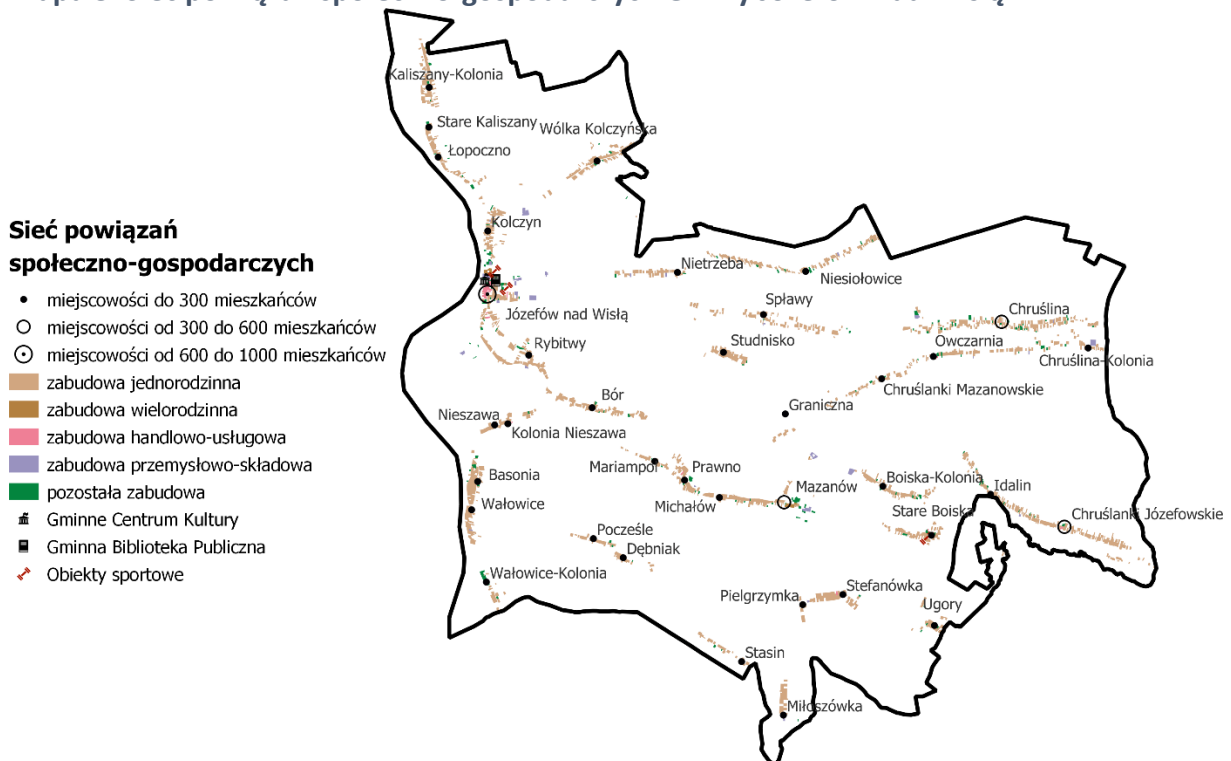 Sieć powiązań
społeczno-gospodarczych
miejscowości do 300 mieszkańców
miejscowości od 300 do 600 mieszkańców
miejscowości od 600 do 1000 mieszkańców
zabudowa jednorodzinna
zabudowa wielorodzinna
zabudowa handlowo-usługowa
zabudowa przemysłowo-składowa
pozostała zabudowa
Gminne Centrum Kultury
Gminna Biblioteka Publiczna
Obiekty sportowe
Kaliszany-Kolonia
Stare Kaliszany
Wólka Kolczyńska
Łopoczno
Kolczyn
Nietrzeba
Niesiołowice
Józefów nad Wisłą
Spławy
Chruślina
Rybitwy
Studnisko
Owczarnia
Chruślina-Kolonia
Chruślanki Mazanowskie
Bór
Graniczna
Nieszawa
Kolonia Nieszawa
Mariampol
Prawno
Basonia
Boiska-Kolonia
Idalin
Mazanów
Wałowice
Michałów
Stare Boiska
Chruślanki Józefowskie
Pocześle
Dębniak
Wałowice-Kolonia
Stefanówka
Pielgrzymka
Ugory
Stasin
Miłoszówka